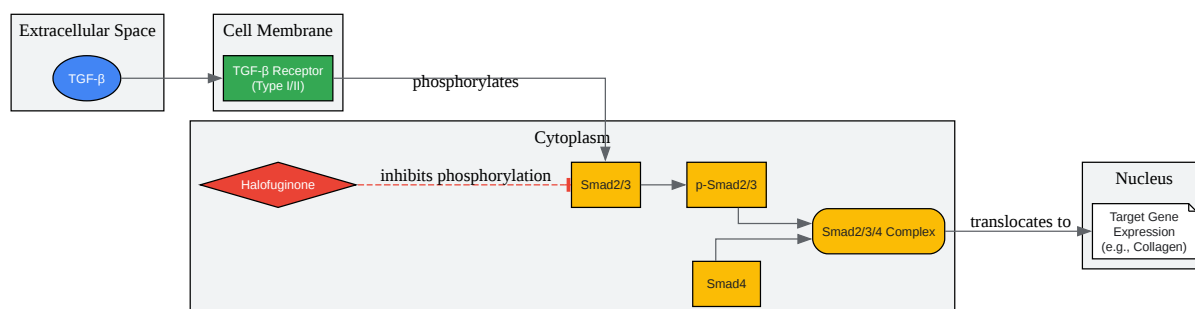 Extracellular Space
TGF-β
Cell Membrane
TGF-β Receptor
(Type I/II)
phosphorylates
Cytoplasm
Halofuginone
inhibits phosphorylation
Smad2/3
p-Smad2/3
Smad4
Smad2/3/4 Complex
translocates to
Nucleus
Target Gene
Expression
(e.g., Collagen)